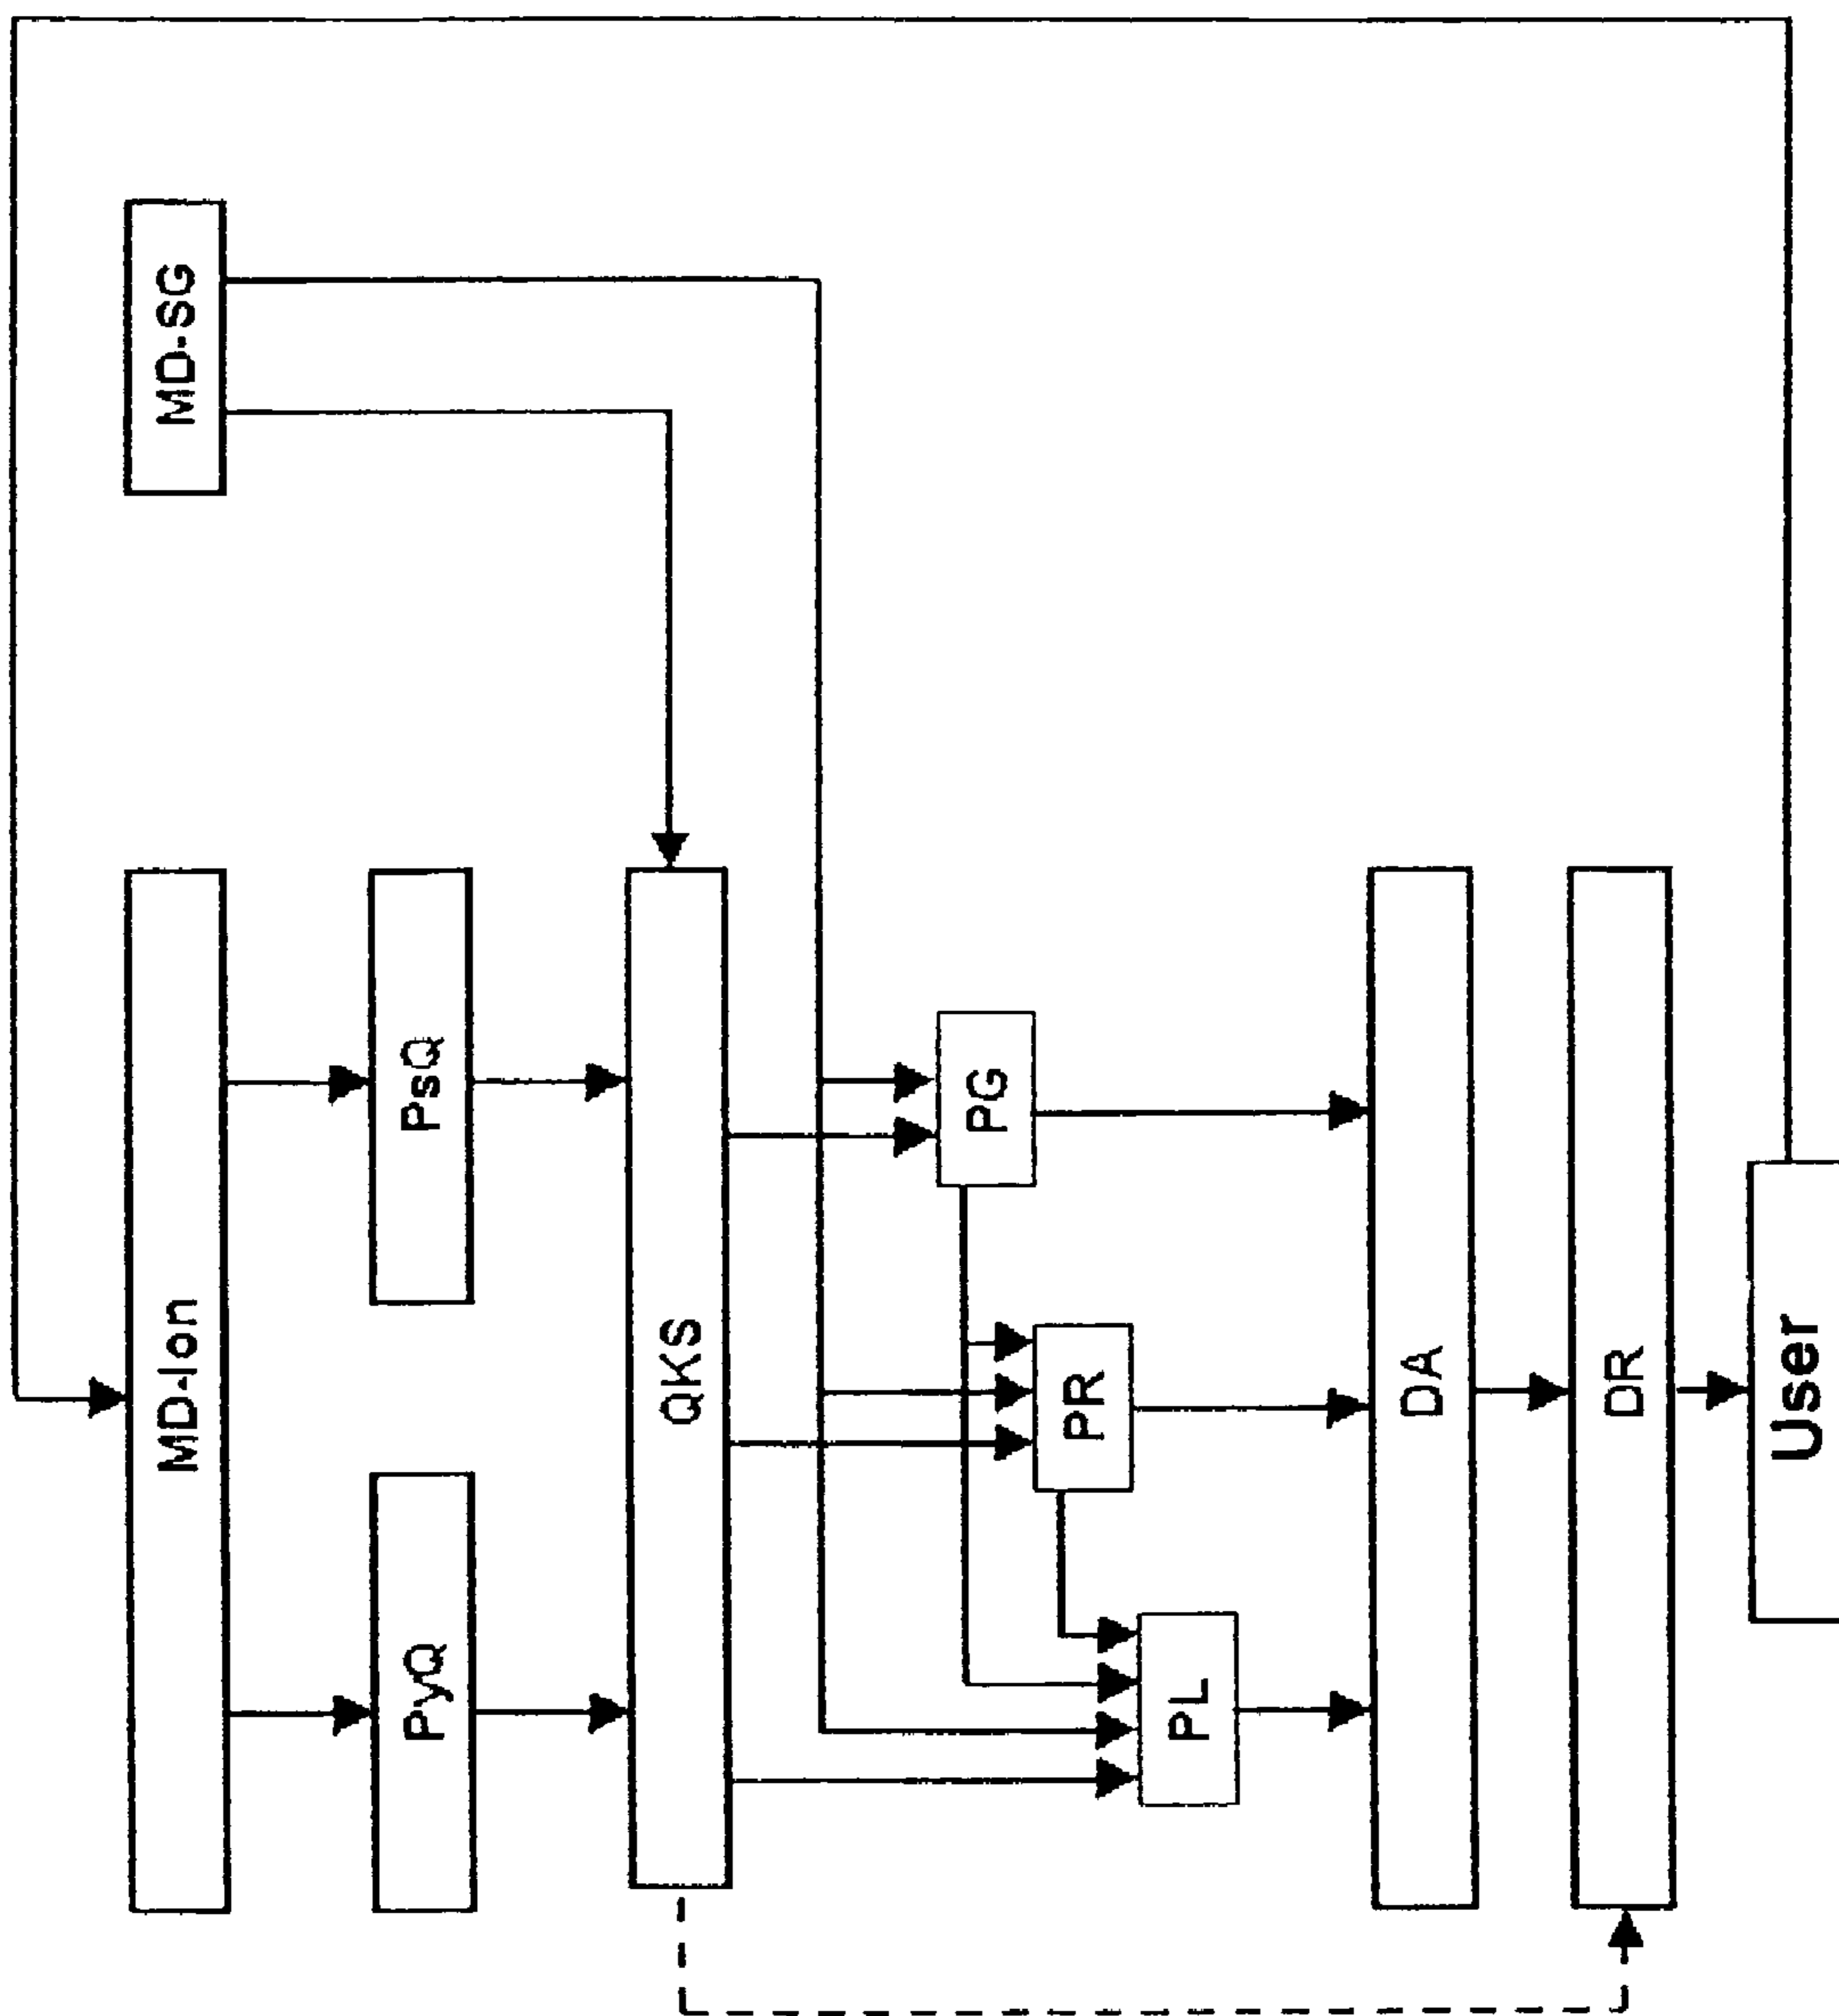 MD-Ion
MD-SG
PyQ
PsQ
QKS
PG
PR
PL
DA
DR
User